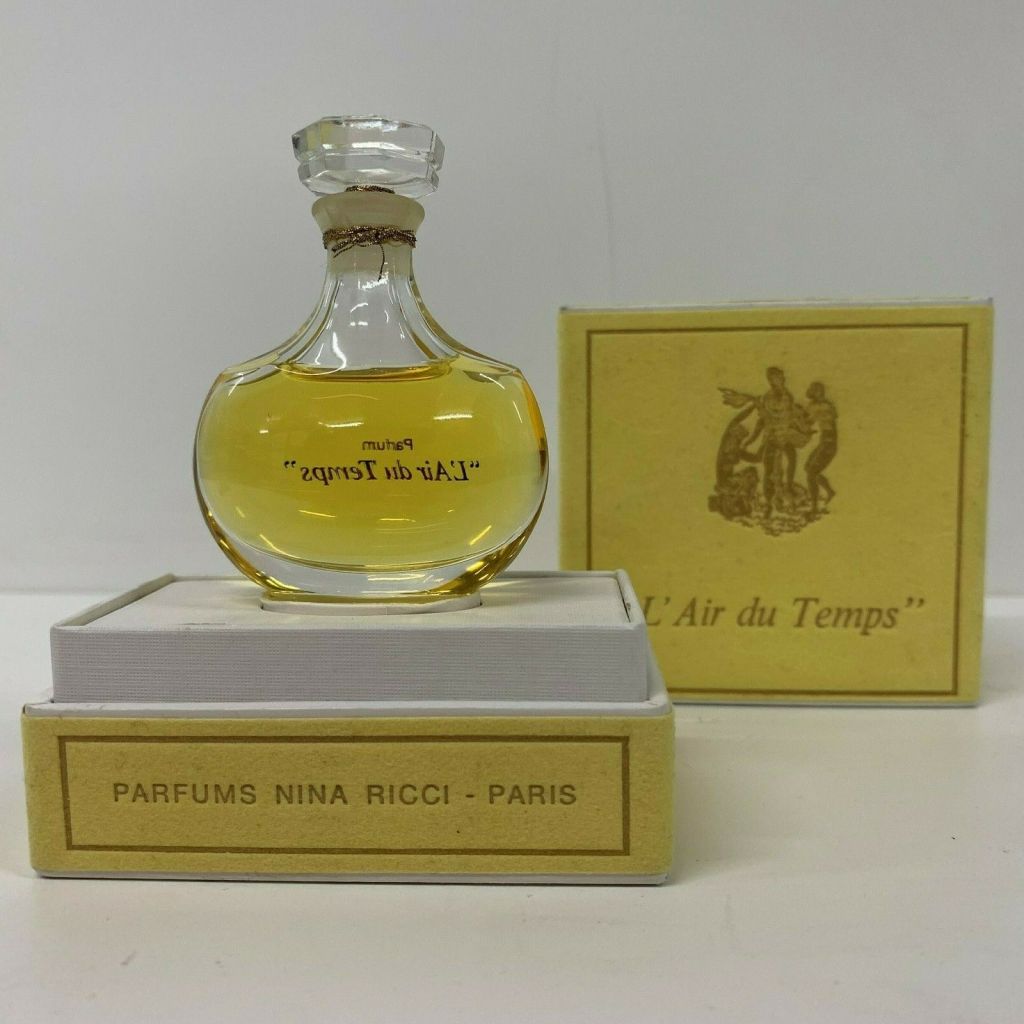 Parfum
“L'Air du Temps”
L' Air du Temps”
PARFUMS NINA RICCI - PARIS